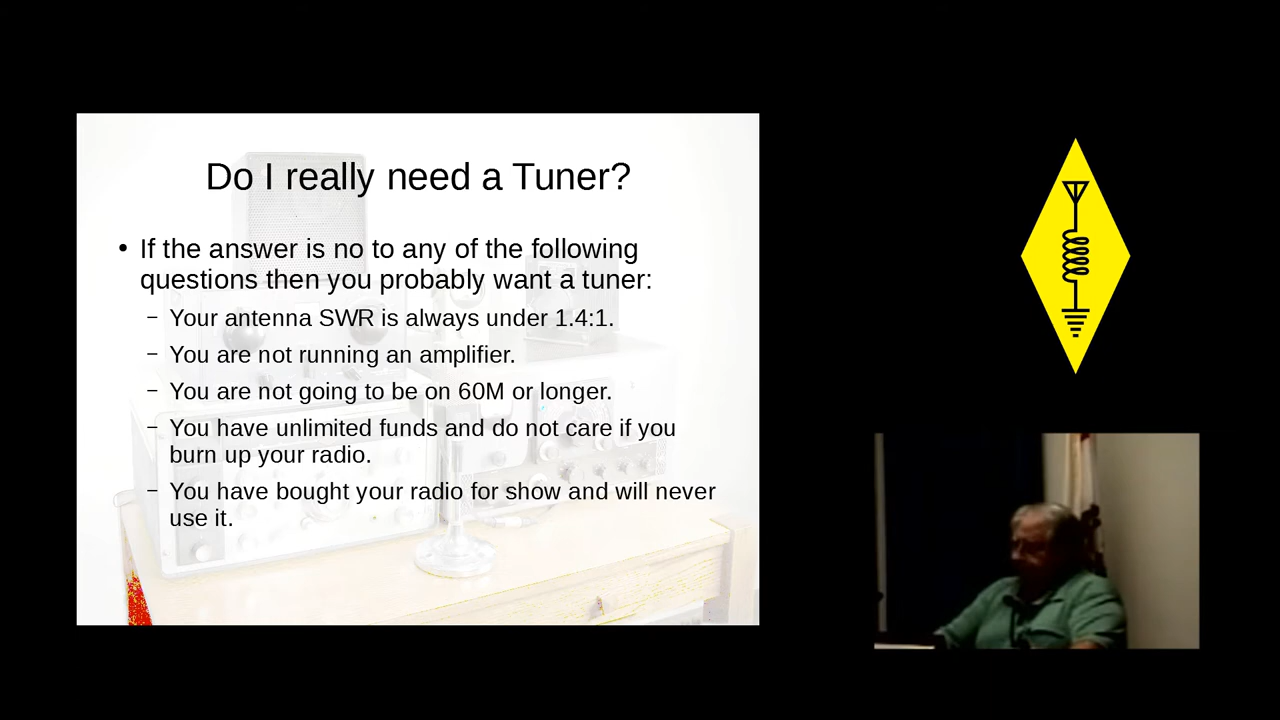 Do I really need a Tuner?
• If the answer is no to any of the following
questions then you probably want a tuner:
– Your antenna SWR is always under 1.4:1.
– You are not running an amplifier.
– You are not going to be on 60M or longer.
– You have unlimited funds and do not care if you
burn up your radio.
– You have bought your radio for show and will never
use it.